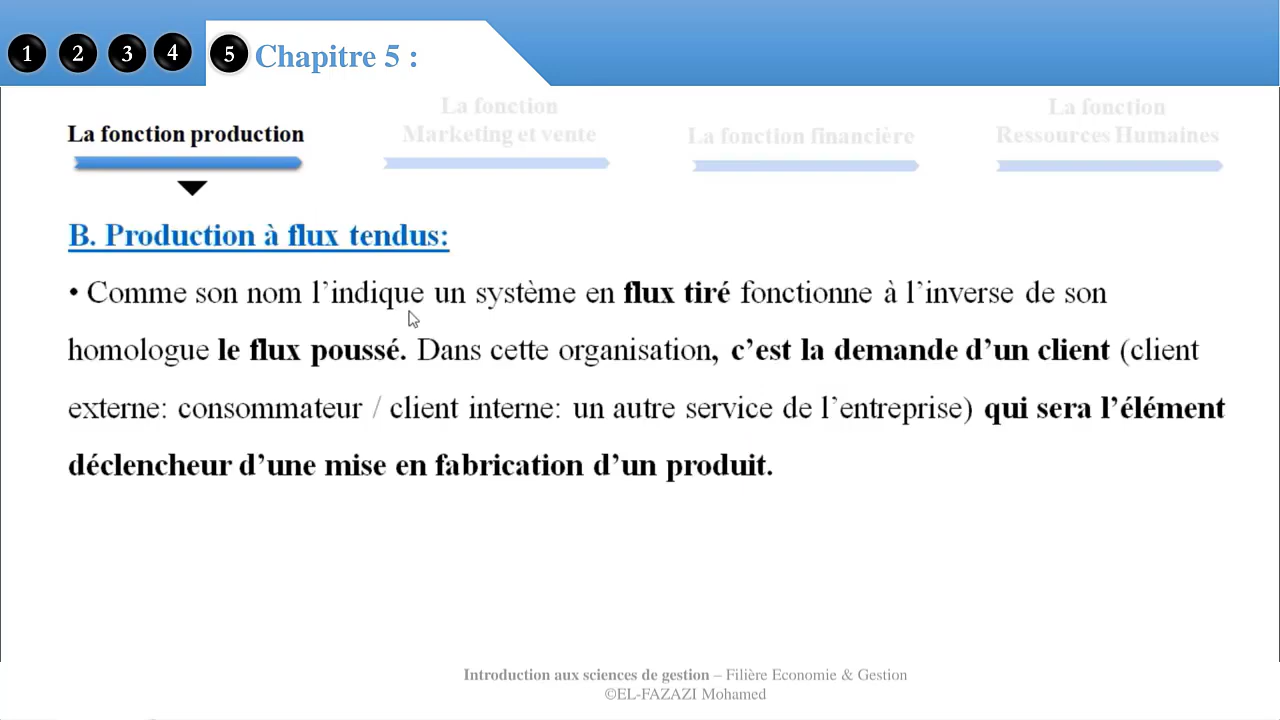 1 2 3 4 5 Chapitre 5 :
La fonction production
La fonction
Marketing et vente
La fonction financière
La fonction
Ressources Humaines
B. Production à flux tendus:
• Comme son nom l’indique un système en flux tiré fonctionne à l’inverse de son
homologue le flux poussé. Dans cette organisation, c’est la demande d’un client (client
externe: consommateur / client interne: un autre service de l’entreprise) qui sera l’élément
déclencheur d’une mise en fabrication d’un produit.
Introduction aux sciences de gestion – Filière Economie & Gestion
©EL-FAZAZI Mohamed